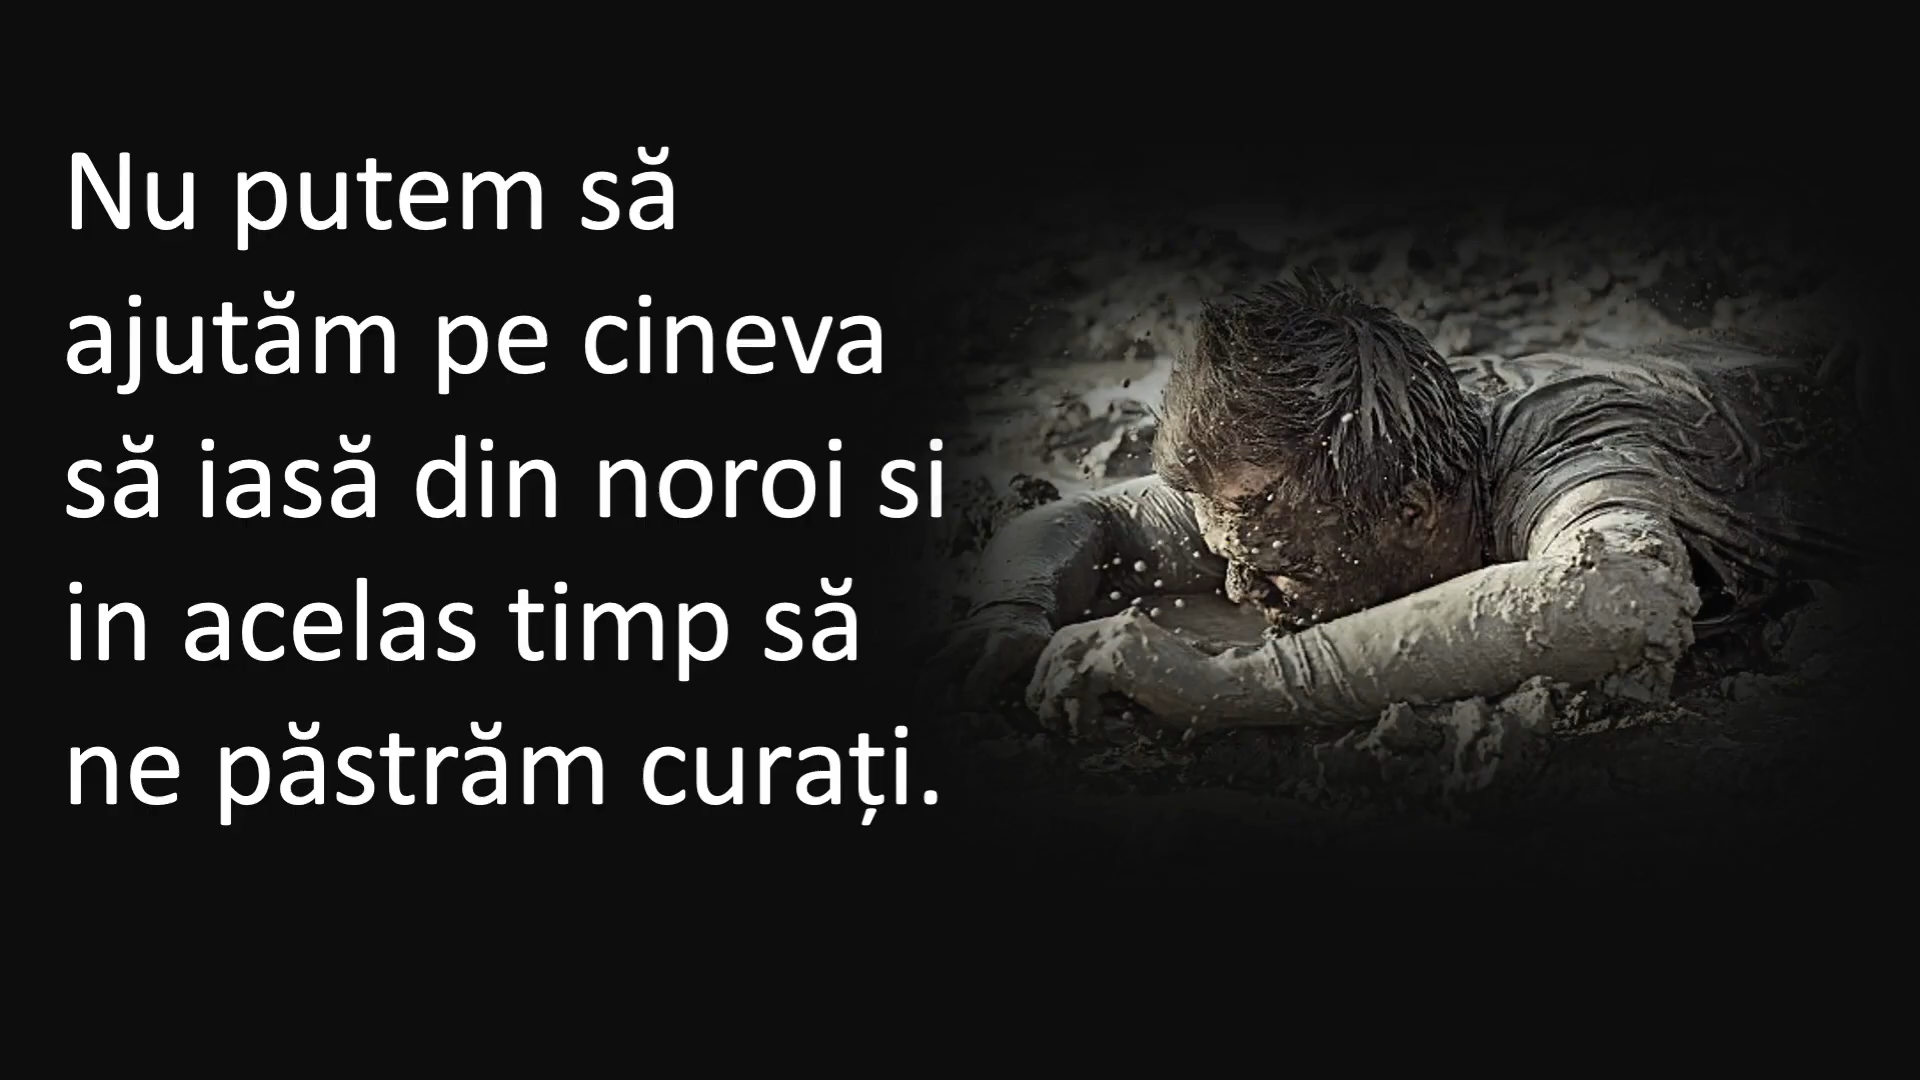 Nu putem să
ajutăm pe cineva
să iasă din noroi si
in acelas timp să
ne păstrăm curați.